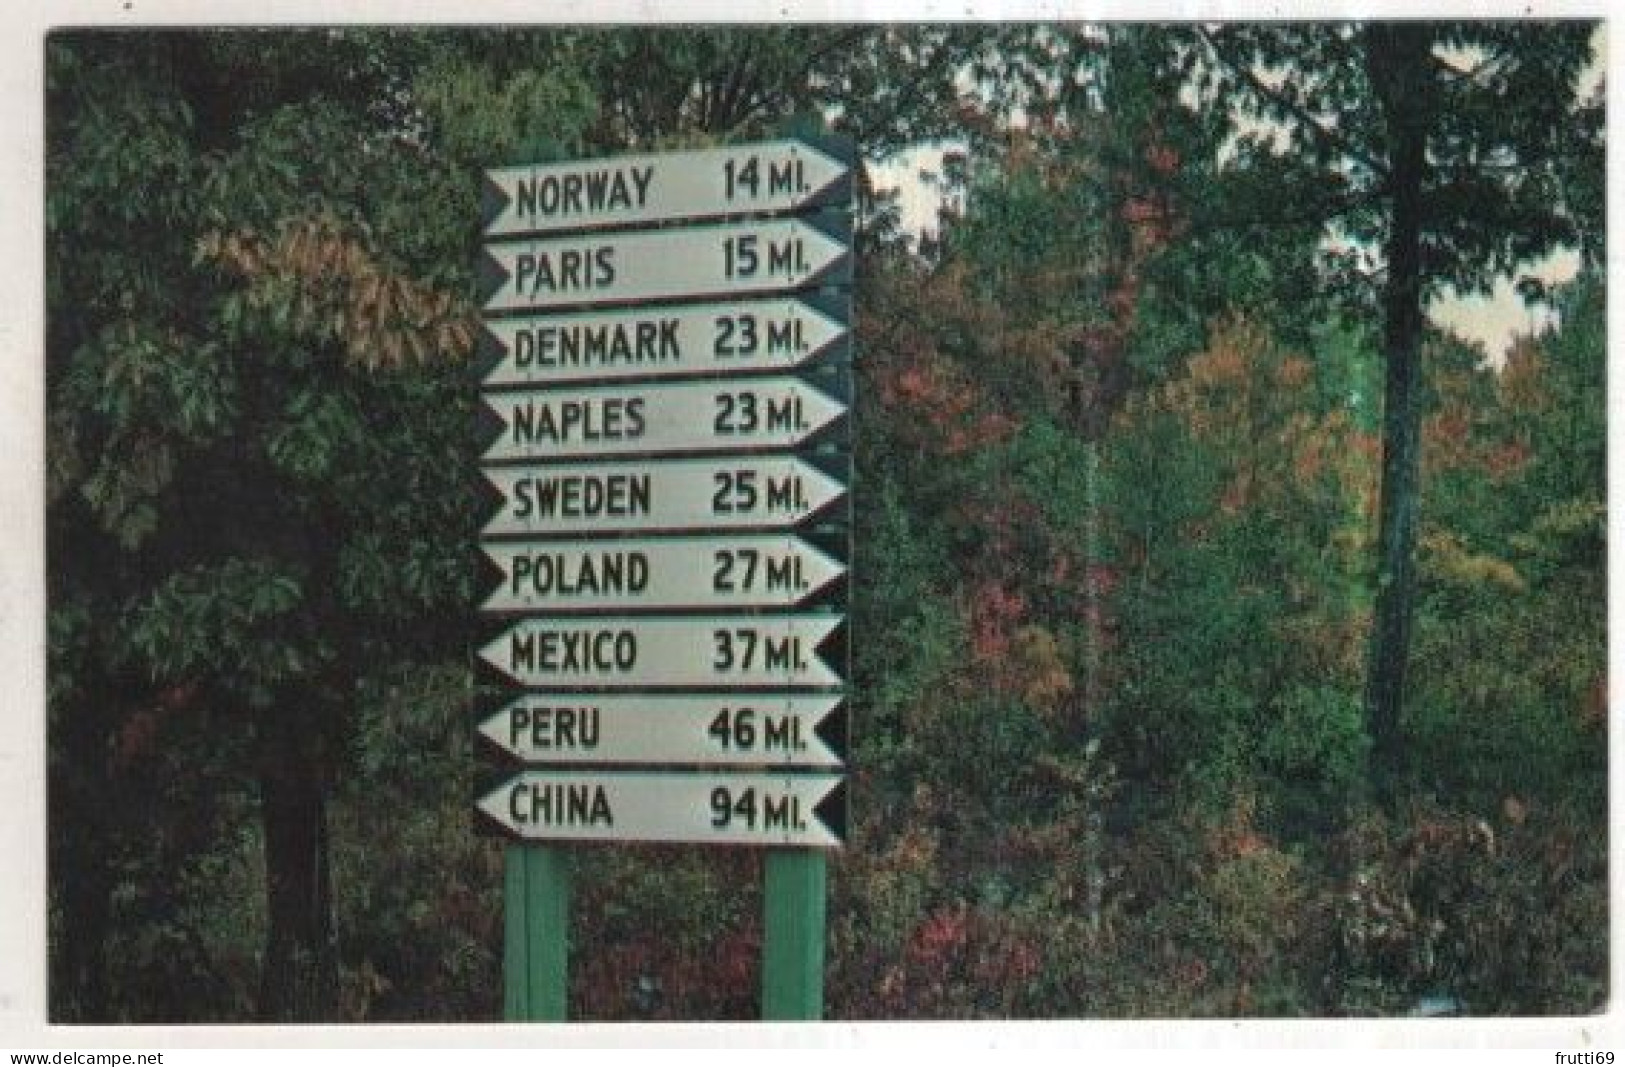 NORWAY 14 MI.
PARIS 15 MI.
DENMARK 23 MI.
NAPLES 23 MI.
SWEDEN 25 MI.
POLAND 27 MI.
MEXICO 37 MI.
PERU 46 MI.
CHINA 94 MI.
www.delcampe.net frutti69